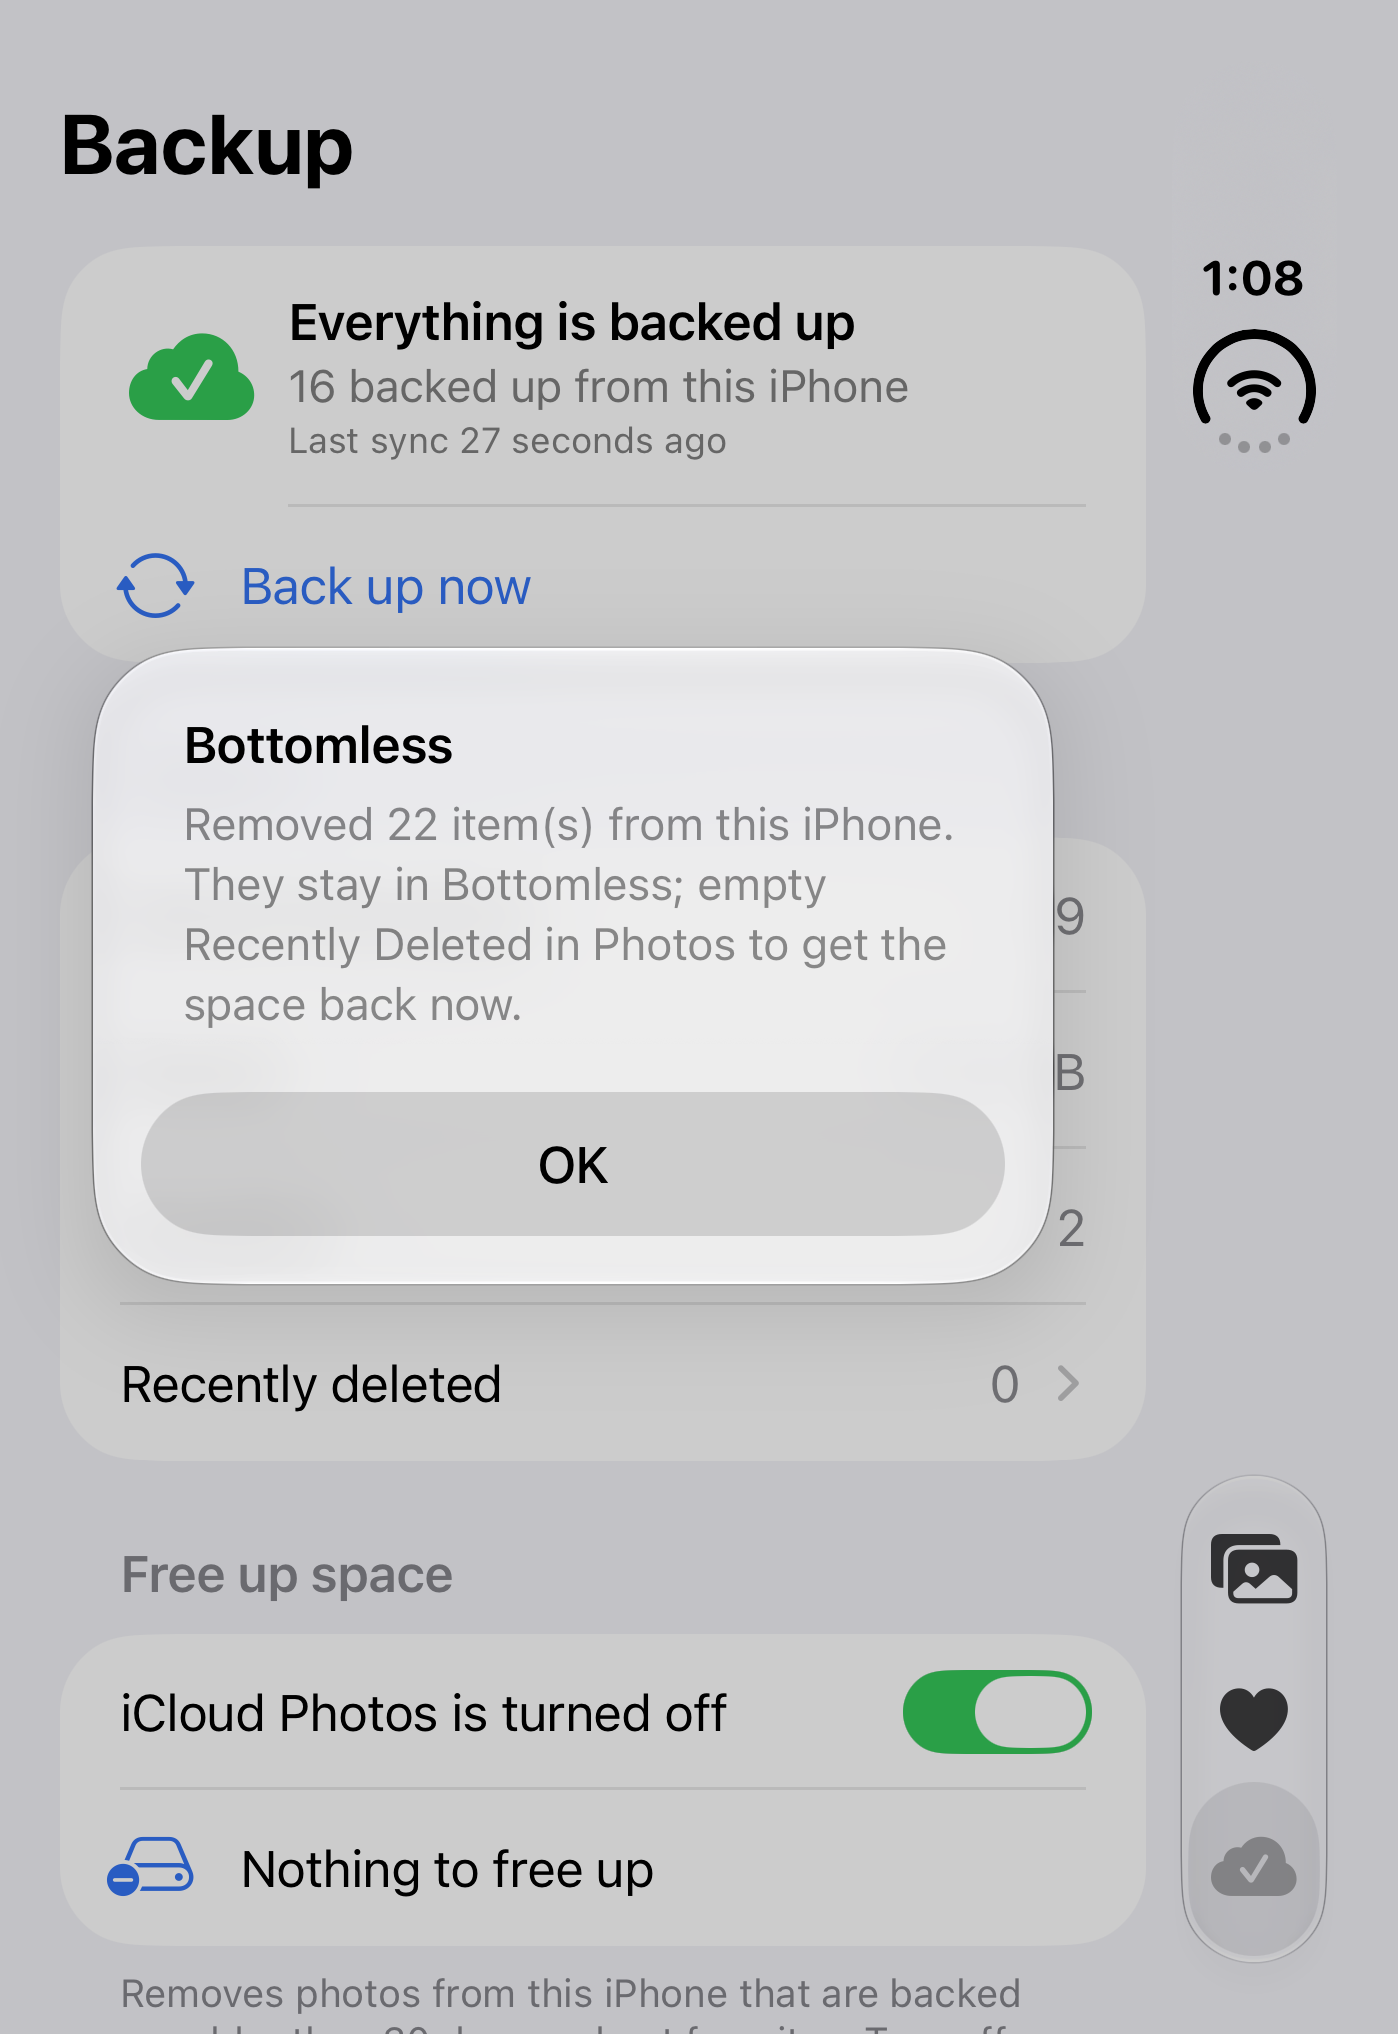 Backup
1:08
Everything is backed up
16 backed up from this iPhone
Last sync 27 seconds ago
Back up now
Bottomless
Removed 22 item(s) from this iPhone.
They stay in Bottomless; empty
Recently Deleted in Photos to get the
space back now.
OK
9
B
2
Recently deleted 0
Free up space
iCloud Photos is turned off
Nothing to free up
Removes photos from this iPhone that are backed